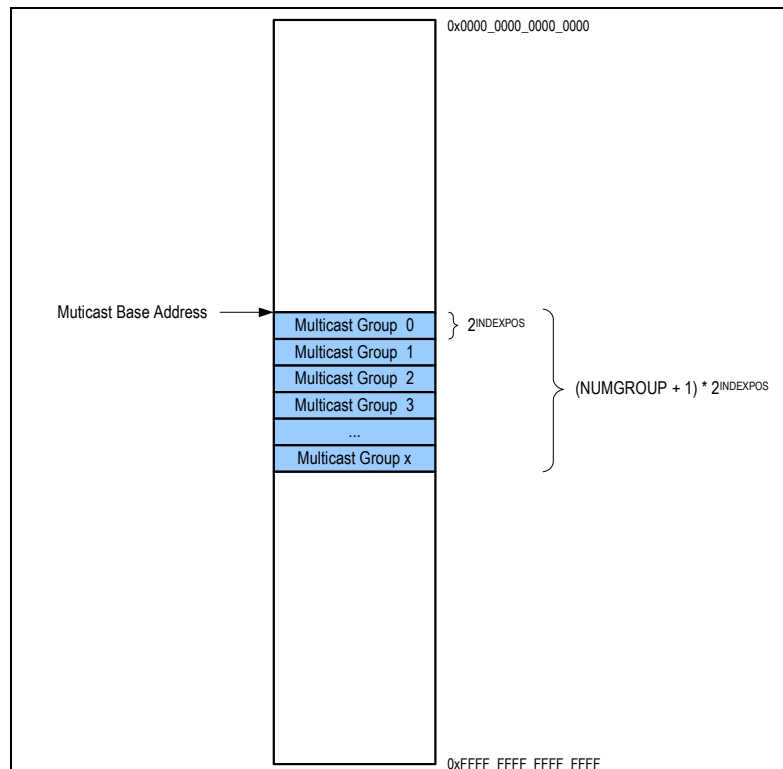 0x0000_0000_0000_0000
Muticast Base Address
Multicast Group 0
2INDEXPOS
Multicast Group 1
Multicast Group 2
Multicast Group 3
(NUMGROUP + 1) * 2INDEXPOS
...
Multicast Group x
0xFFFF_FFFF_FFFF_FFFF